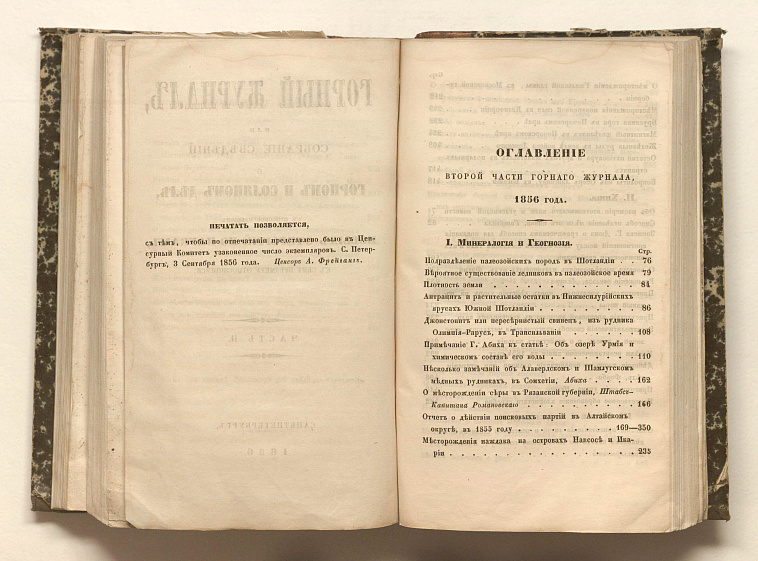 ПЕЧАТАТЬ ПОЗВОЛЯЕТСЯ,
съ тѣмъ, чтобы по отпечатаніи представлено было въ Цен-
сурный Комитетъ узаконенное число экземпляровъ. С. Петер-
бургъ, 3 Сентября 1856 года. Ценсоръ А. Фрейгангъ.
ОГЛАВЛЕНІЕ
ВТОРОЙ ЧАСТИ ГОРНАГО ЖУРНАЛА,
1856 ГОДА.
I. Минералогія и Геогнозія.
Стр.
Подраздѣленіе палеозойскихъ породъ въ Шотландіи . . 76
Вѣроятное существованіе ледниковъ въ палеозойское время 79
Плотность земли . . . . . . . . . . . 84
Антрацитъ и растительные остатки въ Нижнесилурійскихъ
ярусахъ Южной Шотландіи . . . . . . . . 86
Джонстонитъ или пересѣрнистый свинецъ, изъ рудника
Олимпія-Рарусъ, въ Трансильваніи . . . . . . 108
Примѣчаніе Г. Абиха къ статьѣ: Объ озерѣ Урміи и
химическомъ составѣ его воды . . . . . . . 110
Нѣсколько замѣчаній объ Алавердскомъ и Шамлугскомъ
мѣдныхъ рудникахъ, въ Сомхетіи, Абиха . . . . . 162
О мѣсторожденіи сѣры въ Рязанской губерніи, Штабсъ-
Капитана Романовскаго . . . . . . . . . 166
Отчетъ о дѣйствіи поисковыхъ партій въ Алтайскомъ
округѣ, въ 1855 году . . . . . . . . 169—350
Мѣсторожденія наждака на островахъ Наксосѣ и Ика-
ріи . . . . . . . . . . . . . . . 235